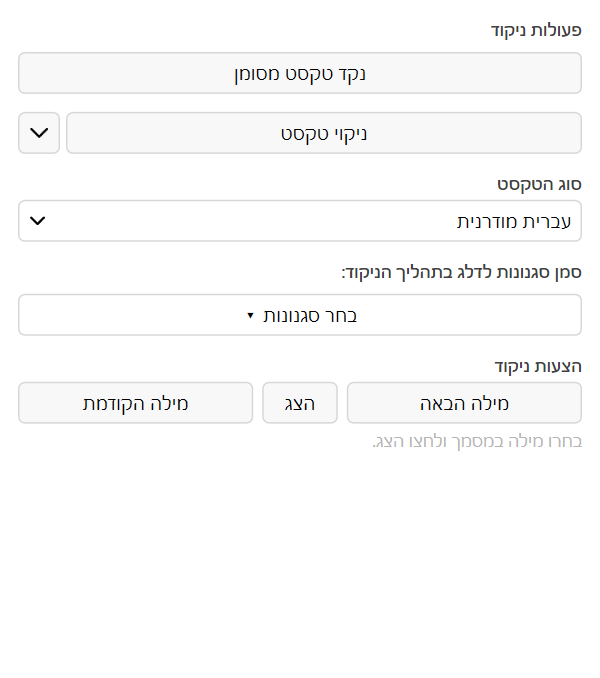 פעולות ניקוד
נקד טקסט מסומן
ניקוי טקסט
סוג הטקסט
עברית מודרנית
סמן סגנונות לדלג בתהליך הניקוד:
בחר סגנונות ▾
הצעות ניקוד
מילה הבאה הצג מילה הקודמת
בחרו מילה במסמך ולחצו הצג.